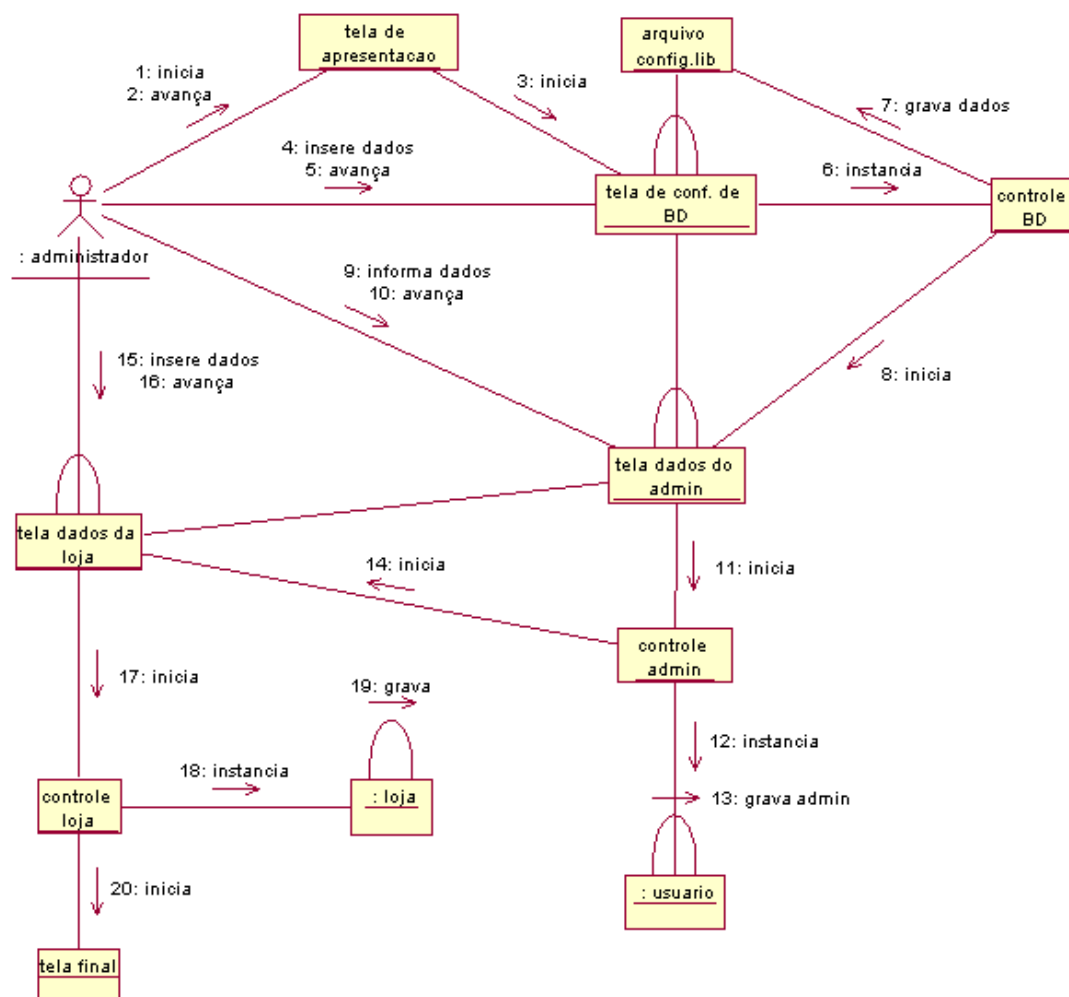 tela de
apresentacao
arquivo
config.lib
1: inicia
2: avança
3: inicia
7: grava dados
4: insere dados
5: avança
6: instancia
tela de conf. de
BD
controle
BD
: administrador
9: informa dados
10: avança
15: insere dados
16: avança
8: inicia
tela dados do
admin
tela dados da
loja
14: inicia
11: inicia
controle
admin
17: inicia
19: grava
12: instancia
18: instancia
13: grava admin
controle
loja
: loja
20: inicia
: usuario
tela final